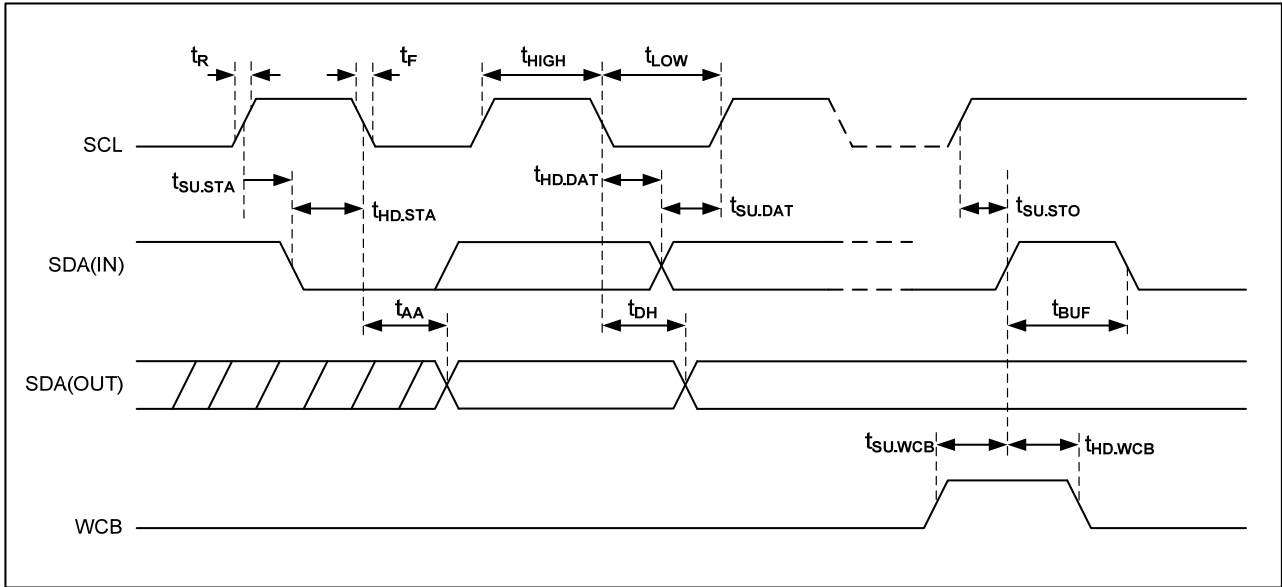 tR
tF
tHIGH
tLOW
SCL
tSU.STA
tHD.STA
tHD.DAT
tSU.DAT
tSU.STO
SDA(IN)
tAA
tDH
tBUF
SDA(OUT)
tSU.WCB
tHD.WCB
WCB